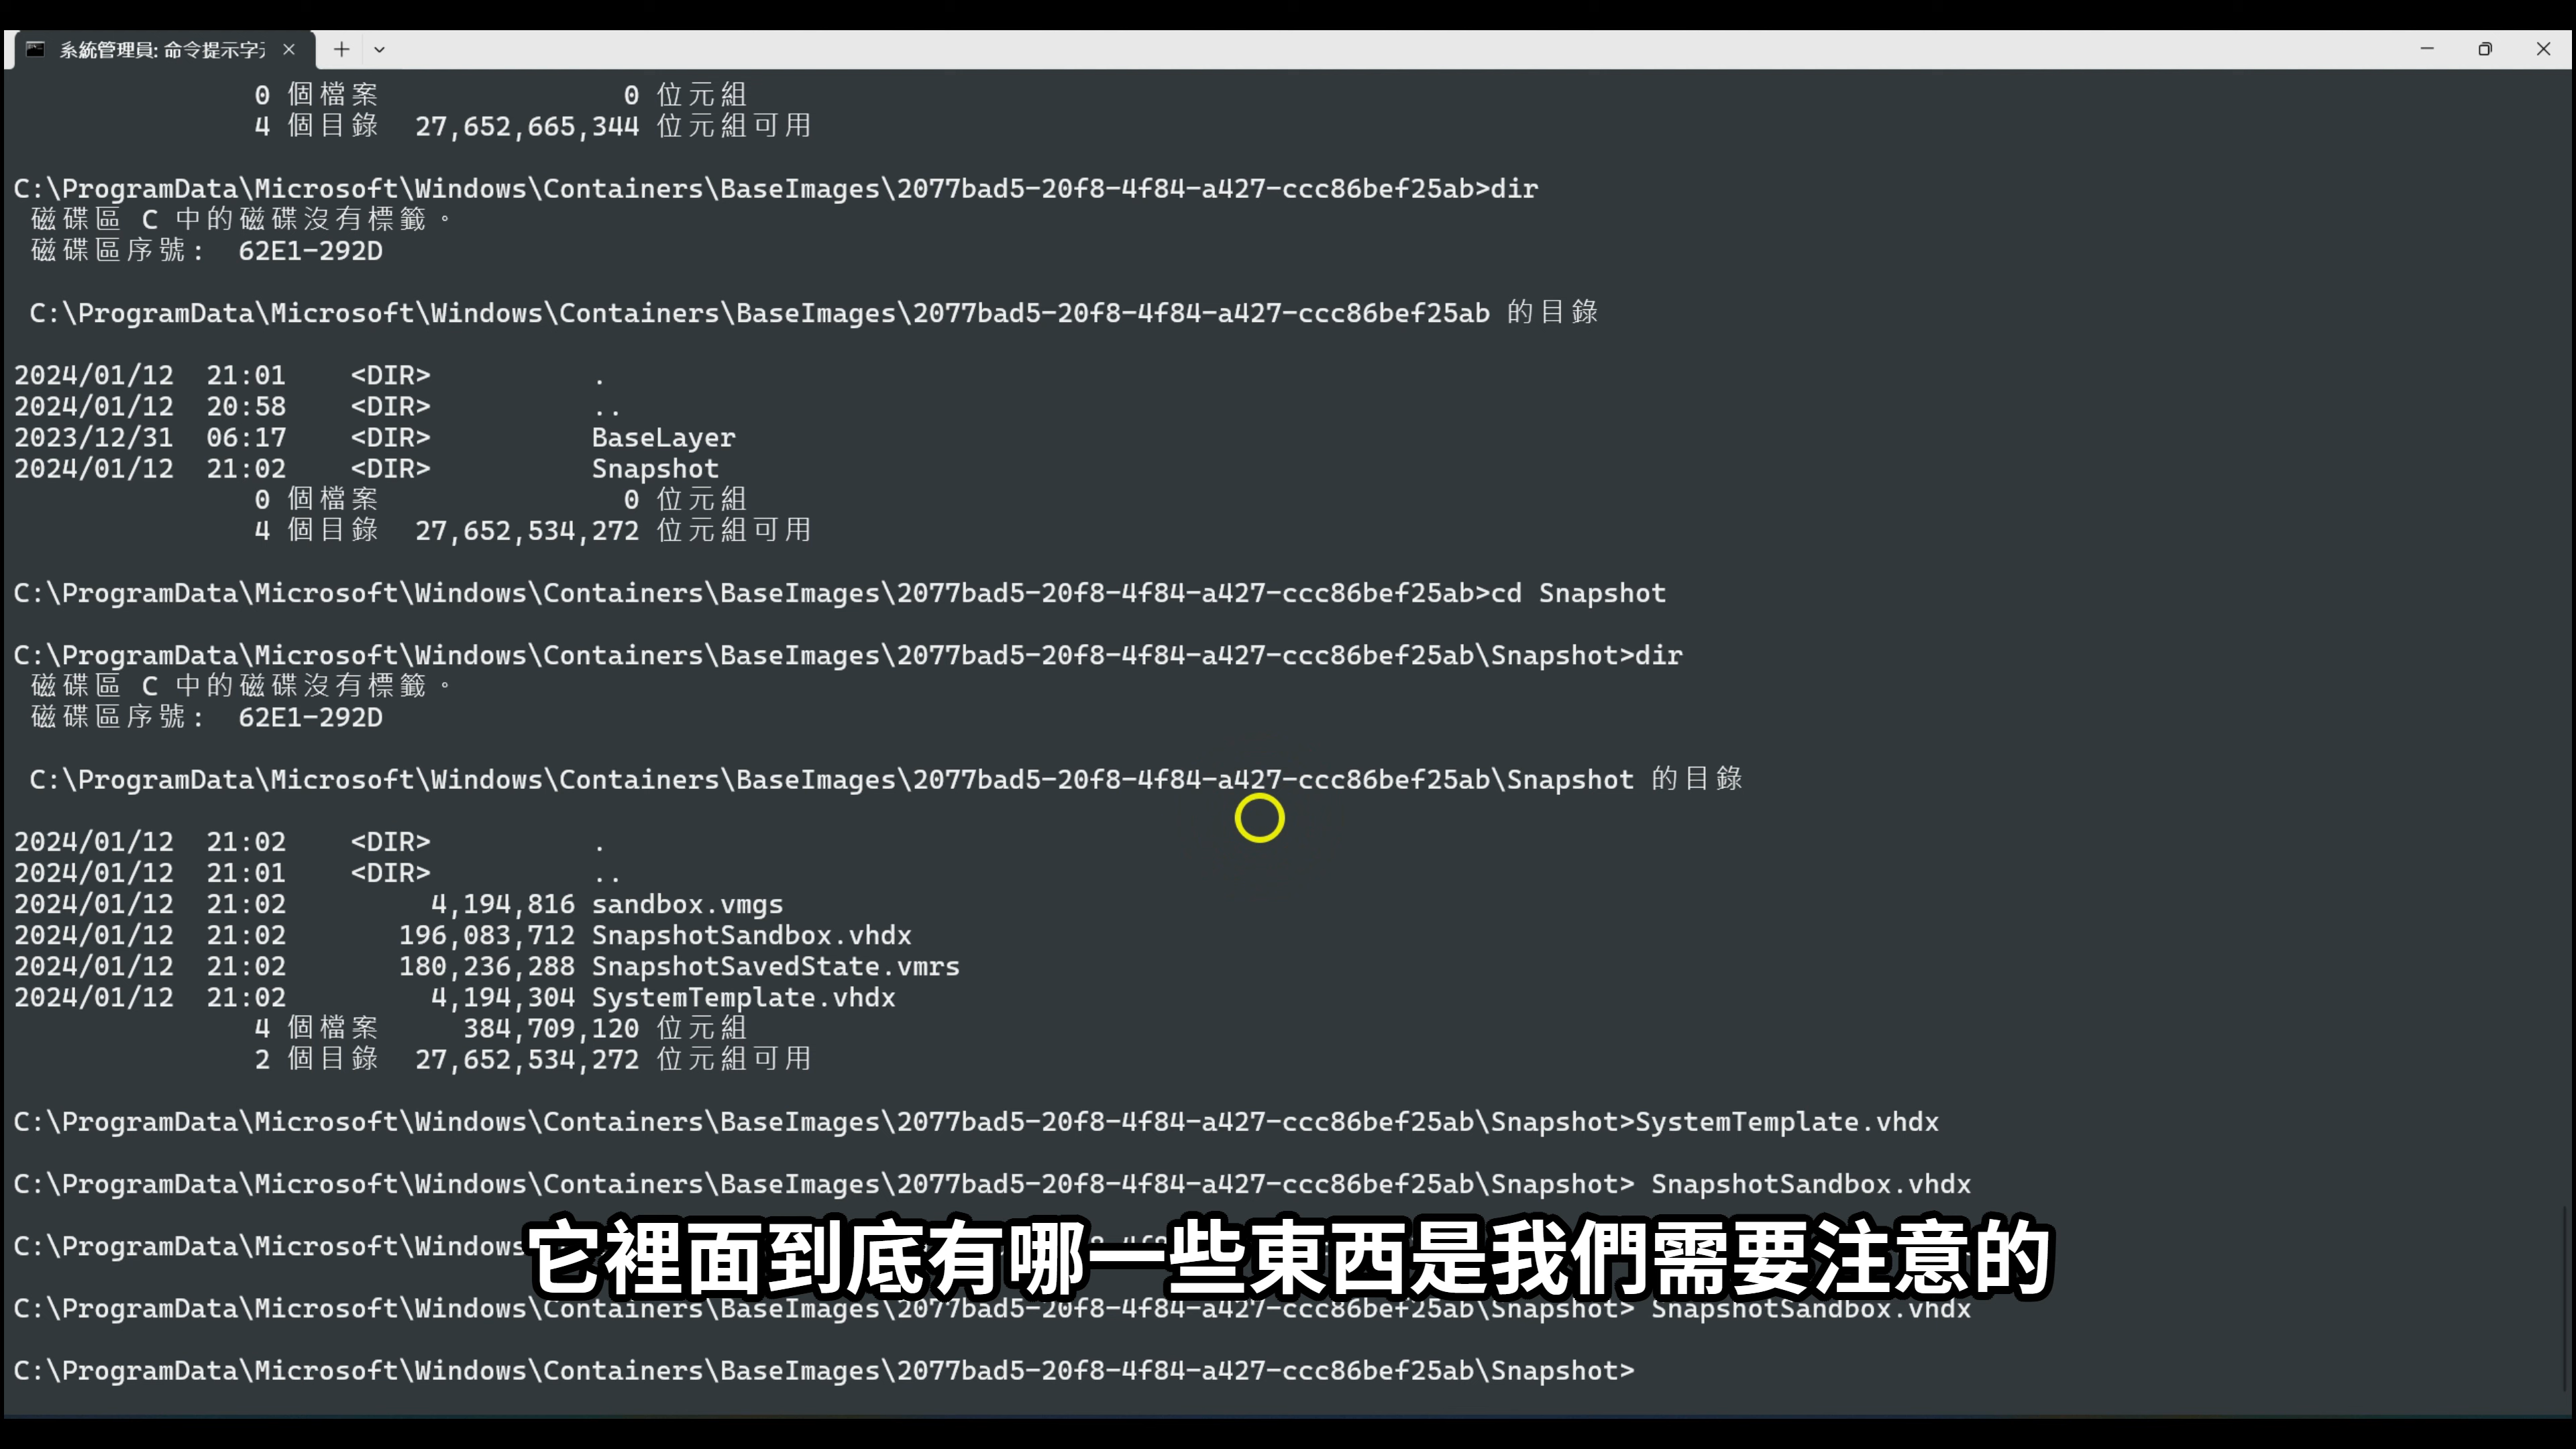 系統管理員: 命令提示字
0 個檔案 0 位元組
4 個目錄 27,652,665,344 位元組可用
C:\ProgramData\Microsoft\Windows\Containers\BaseImages\2077bad5-20f8-4f84-a427-ccc86bef25ab>dir
磁碟區 C 中的磁碟沒有標籤。
磁碟區序號: 62E1-292D
C:\ProgramData\Microsoft\Windows\Containers\BaseImages\2077bad5-20f8-4f84-a427-ccc86bef25ab 的目錄
2024/01/12 21:01 <DIR> .
2024/01/12 20:58 <DIR> ..
2023/12/31 06:17 <DIR> BaseLayer
2024/01/12 21:02 <DIR> Snapshot
0 個檔案 0 位元組
4 個目錄 27,652,534,272 位元組可用
C:\ProgramData\Microsoft\Windows\Containers\BaseImages\2077bad5-20f8-4f84-a427-ccc86bef25ab>cd Snapshot
C:\ProgramData\Microsoft\Windows\Containers\BaseImages\2077bad5-20f8-4f84-a427-ccc86bef25ab\Snapshot>dir
磁碟區 C 中的磁碟沒有標籤。
磁碟區序號: 62E1-292D
C:\ProgramData\Microsoft\Windows\Containers\BaseImages\2077bad5-20f8-4f84-a427-ccc86bef25ab\Snapshot 的目錄
2024/01/12 21:02 <DIR> .
2024/01/12 21:01 <DIR> ..
2024/01/12 21:02 4,194,816 sandbox.vmgs
2024/01/12 21:02 196,083,712 SnapshotSandbox.vhdx
2024/01/12 21:02 180,236,288 SnapshotSavedState.vmrs
2024/01/12 21:02 4,194,304 SystemTemplate.vhdx
4 個檔案 384,709,120 位元組
2 個目錄 27,652,534,272 位元組可用
C:\ProgramData\Microsoft\Windows\Containers\BaseImages\2077bad5-20f8-4f84-a427-ccc86bef25ab\Snapshot>SystemTemplate.vhdx
C:\ProgramData\Microsoft\Windows\Containers\BaseImages\2077bad5-20f8-4f84-a427-ccc86bef25ab\Snapshot> SnapshotSandbox.vhdx
C:\ProgramData\Microsoft\Windows
它裡面到底有哪一些東西是我們需要注意的
C:\ProgramData\Microsoft\Windows\Containers\BaseImages\2077bad5-20f8-4f84-a427-ccc86bef25ab\Snapshot> SnapshotSandbox.vhdx
C:\ProgramData\Microsoft\Windows\Containers\BaseImages\2077bad5-20f8-4f84-a427-ccc86bef25ab\Snapshot>